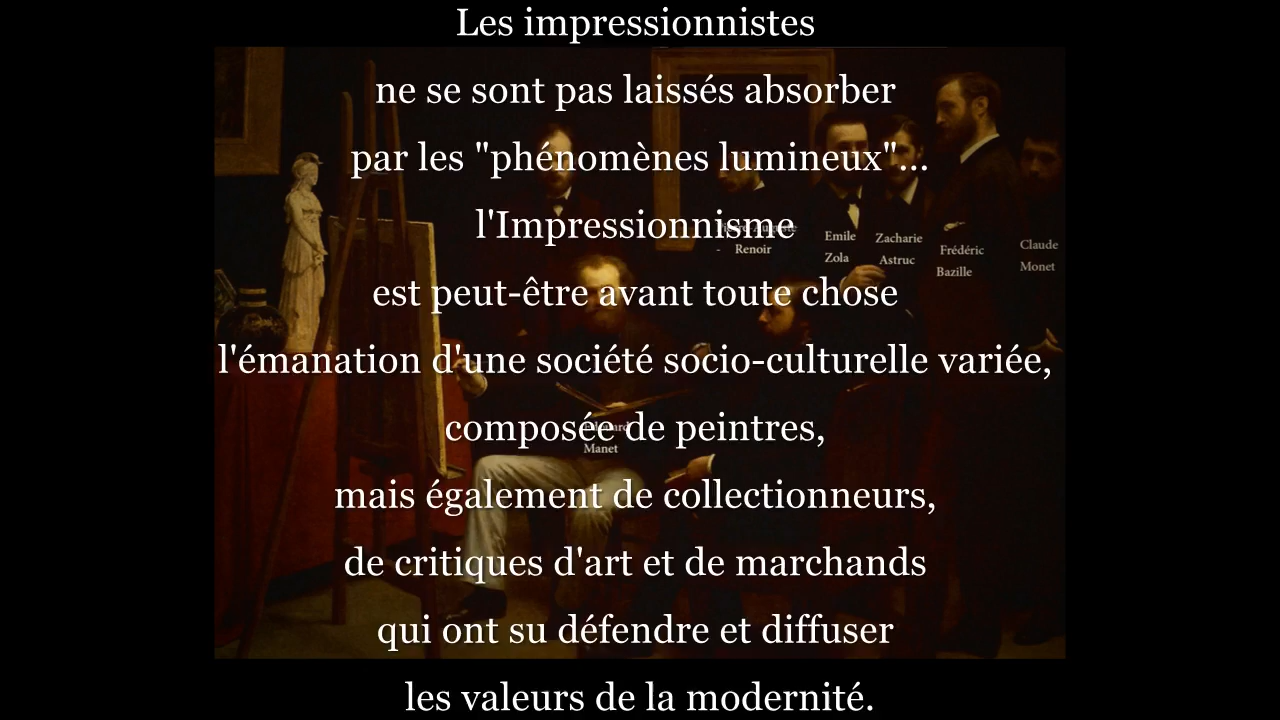 Les impressionnistes
ne se sont pas laissés absorber
par les "phénomènes lumineux"...
l'Impressionnisme
est peut-être avant toute chose
l'émanation d'une société socio-culturelle variée,
composée de peintres,
mais également de collectionneurs,
de critiques d'art et de marchands
qui ont su défendre et diffuser
les valeurs de la modernité.
- Renoir
Emile
Zola
Zacharie
Astruc
Frédéric
Bazille
Claude
Monet
Manet